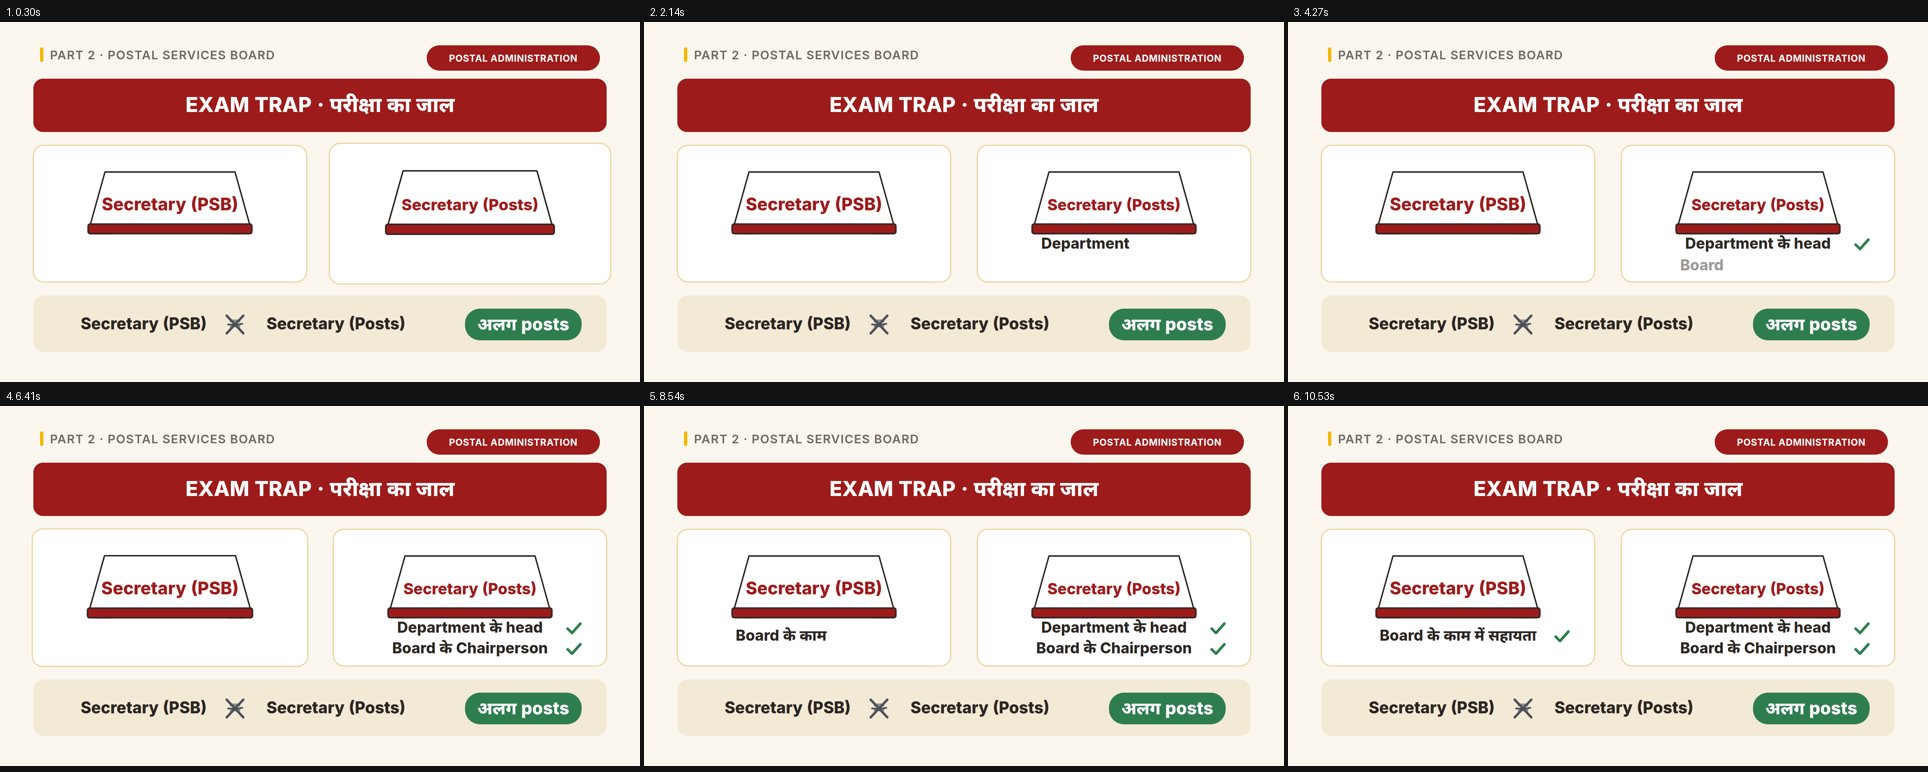 1. 0.30s
PART 2 · POSTAL SERVICES BOARD
POSTAL ADMINISTRATION
EXAM TRAP · परीक्षा का जाल
Secretary (PSB)
Secretary (Posts)
Secretary (PSB)
Secretary (Posts)
अलग posts
2. 2.14s
PART 2 · POSTAL SERVICES BOARD
POSTAL ADMINISTRATION
EXAM TRAP · परीक्षा का जाल
Secretary (PSB)
Secretary (Posts)
Department
Secretary (PSB)
Secretary (Posts)
अलग posts
3. 4.27s
PART 2 · POSTAL SERVICES BOARD
POSTAL ADMINISTRATION
EXAM TRAP · परीक्षा का जाल
Secretary (PSB)
Secretary (Posts)
Department के head
Board
Secretary (PSB)
Secretary (Posts)
अलग posts
4. 6.41s
PART 2 · POSTAL SERVICES BOARD
POSTAL ADMINISTRATION
EXAM TRAP · परीक्षा का जाल
Secretary (PSB)
Secretary (Posts)
Department के head
Board के Chairperson
Secretary (PSB)
Secretary (Posts)
अलग posts
5. 8.54s
PART 2 · POSTAL SERVICES BOARD
POSTAL ADMINISTRATION
EXAM TRAP · परीक्षा का जाल
Secretary (PSB)
Board के काम
Secretary (Posts)
Department के head
Board के Chairperson
Secretary (PSB)
Secretary (Posts)
अलग posts
6. 10.53s
PART 2 · POSTAL SERVICES BOARD
POSTAL ADMINISTRATION
EXAM TRAP · परीक्षा का जाल
Secretary (PSB)
Board के काम में सहायता
Secretary (Posts)
Department के head
Board के Chairperson
Secretary (PSB)
Secretary (Posts)
अलग posts